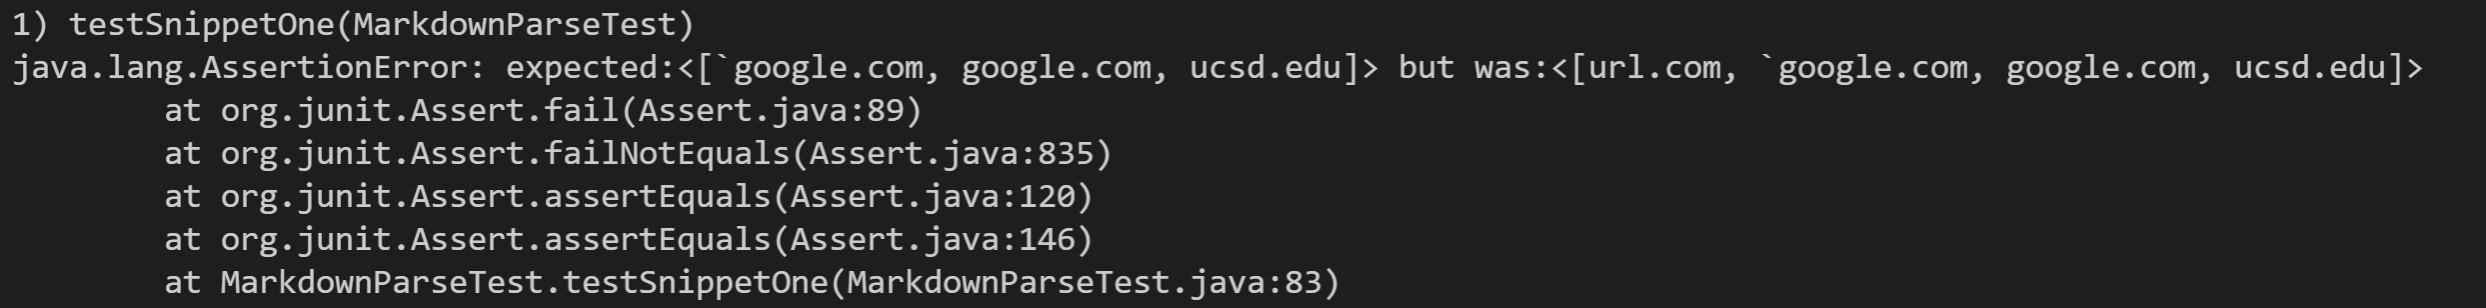 1) testSnippetOne(MarkdownParseTest)
java.lang.AssertionError: expected:<[`google.com, google.com, ucsd.edu]> but was:<[url.com, `google.com, google.com, ucsd.edu]>
at org.junit.Assert.fail(Assert.java:89)
at org.junit.Assert.failNotEquals(Assert.java:835)
at org.junit.Assert.assertEquals(Assert.java:120)
at org.junit.Assert.assertEquals(Assert.java:146)
at MarkdownParseTest.testSnippetOne(MarkdownParseTest.java:83)